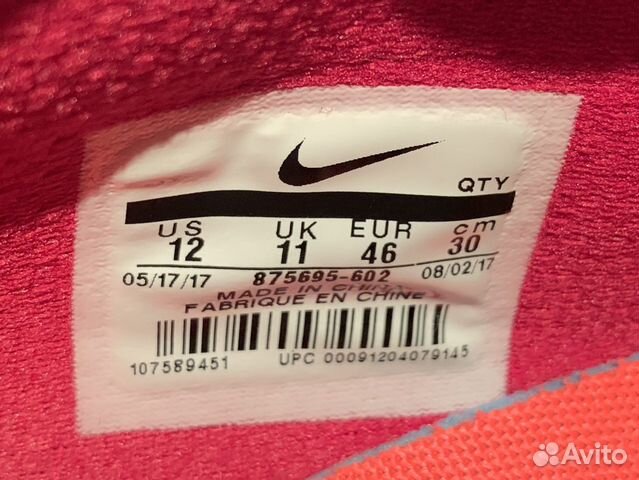 QTY
US UK EUR cm
12 11 46 30
05/17/17 875695-602 08/02/17
MADE IN CHINA
FABRIQUE EN CHINE
107589451 UPC 00091204079145
Avito